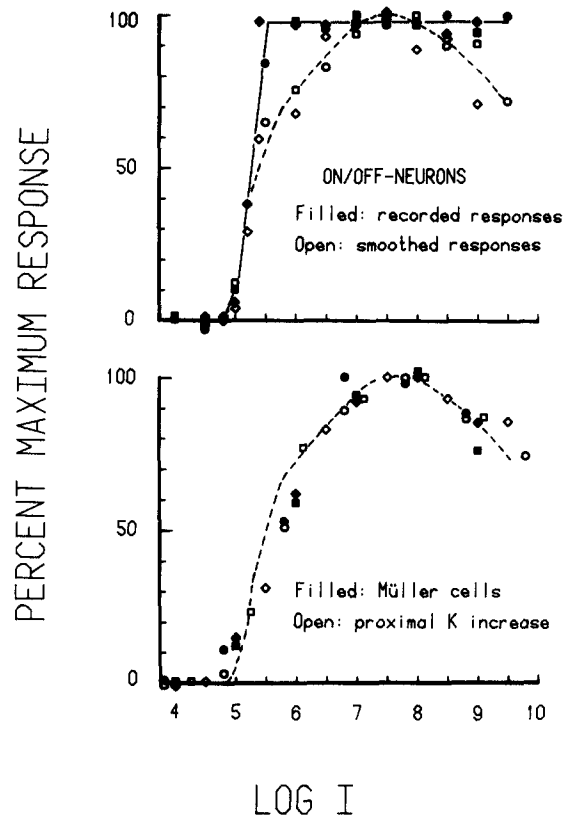 PERCENT MAXIMUM RESPONSE
100
50
0
ON/OFF-NEURONS
Filled: recorded responses
Open: smoothed responses
100
50
0
Filled: Müller cells
Open: proximal K increase
4 5 6 7 8 9 10
LOG I